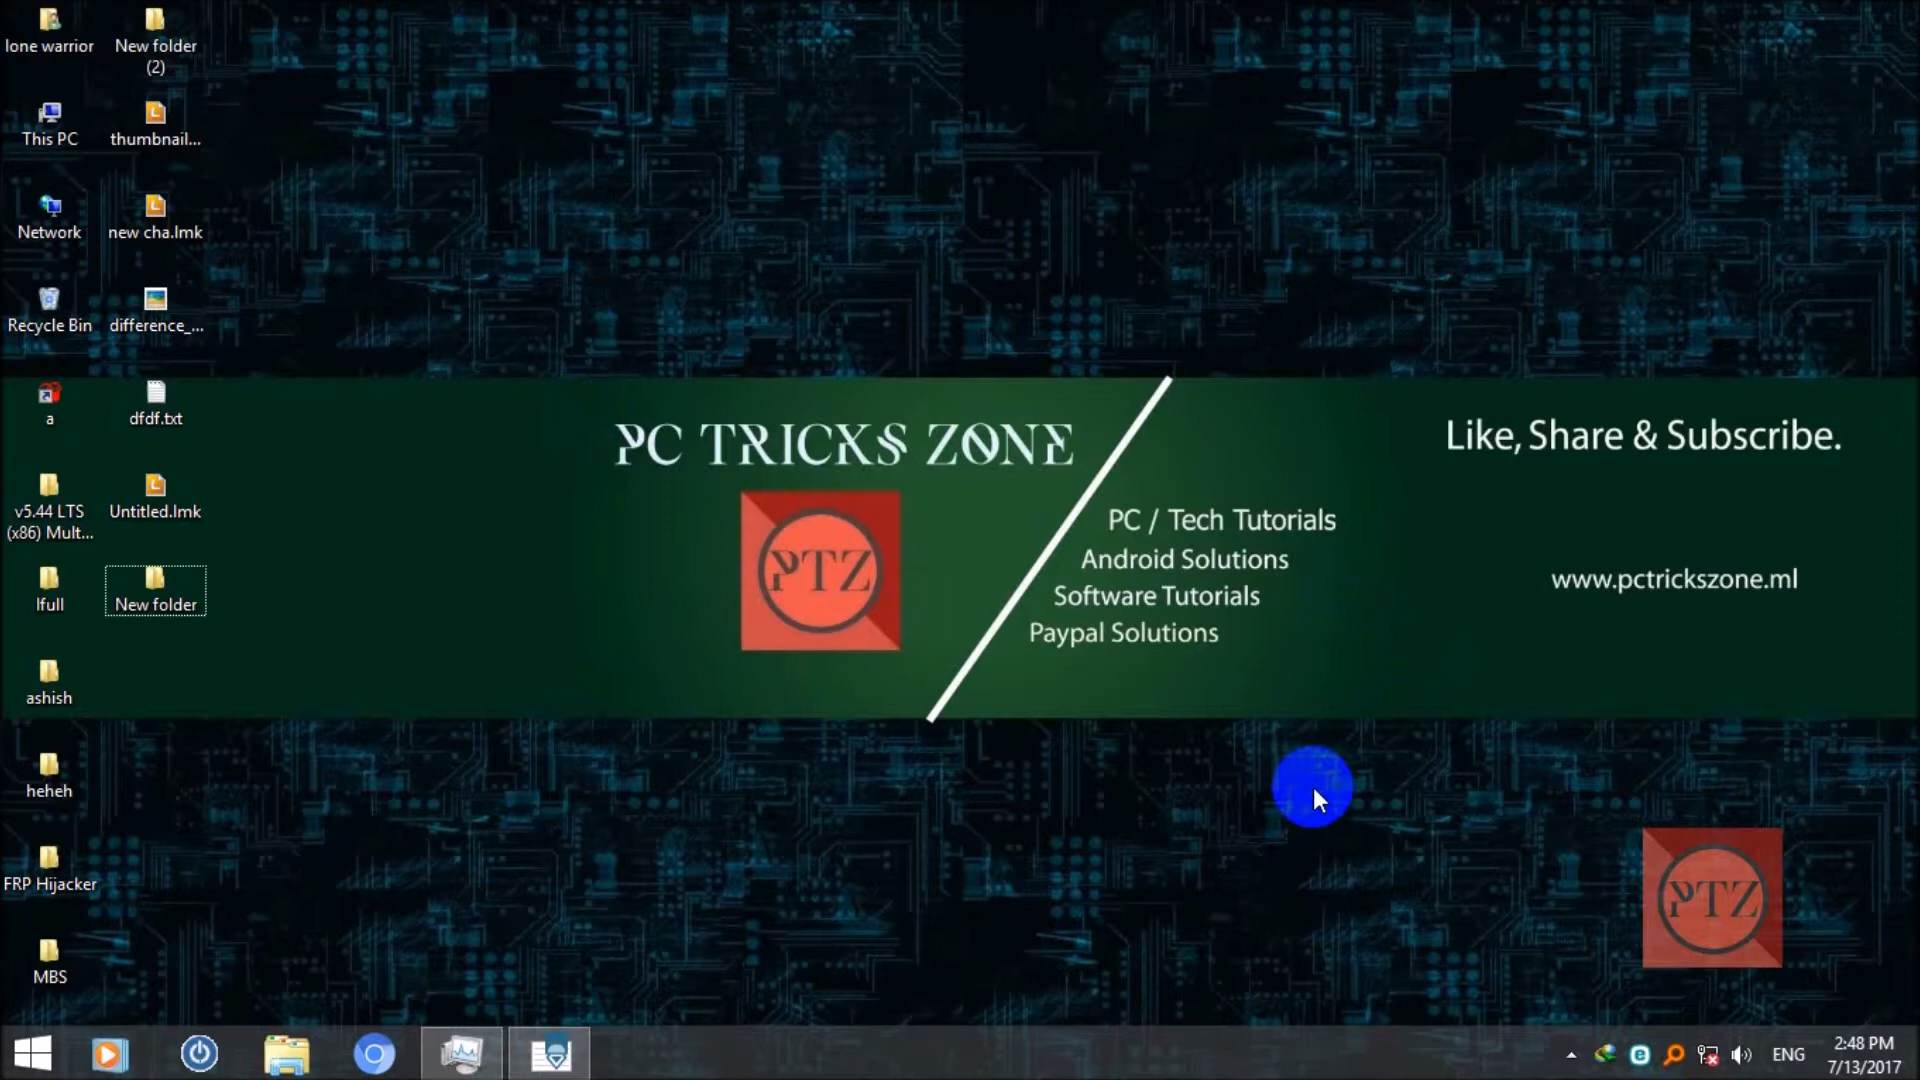 lone warrior
New folder
(2)
This PC
thumbnail...
Network
new cha.lmk
Recycle Bin
difference_...
a
dfdf.txt
v5.44 LTS
(x86) Mult...
Untitled.lmk
lfull
New folder
ashish
heheh
FRP Hijacker
MBS
PC TRICKS ZONE
PTZ
PC / Tech Tutorials
Android Solutions
Software Tutorials
Paypal Solutions
Like, Share & Subscribe.
www.pctrickszone.ml
PTZ
ENG
2:48 PM
7/13/2017